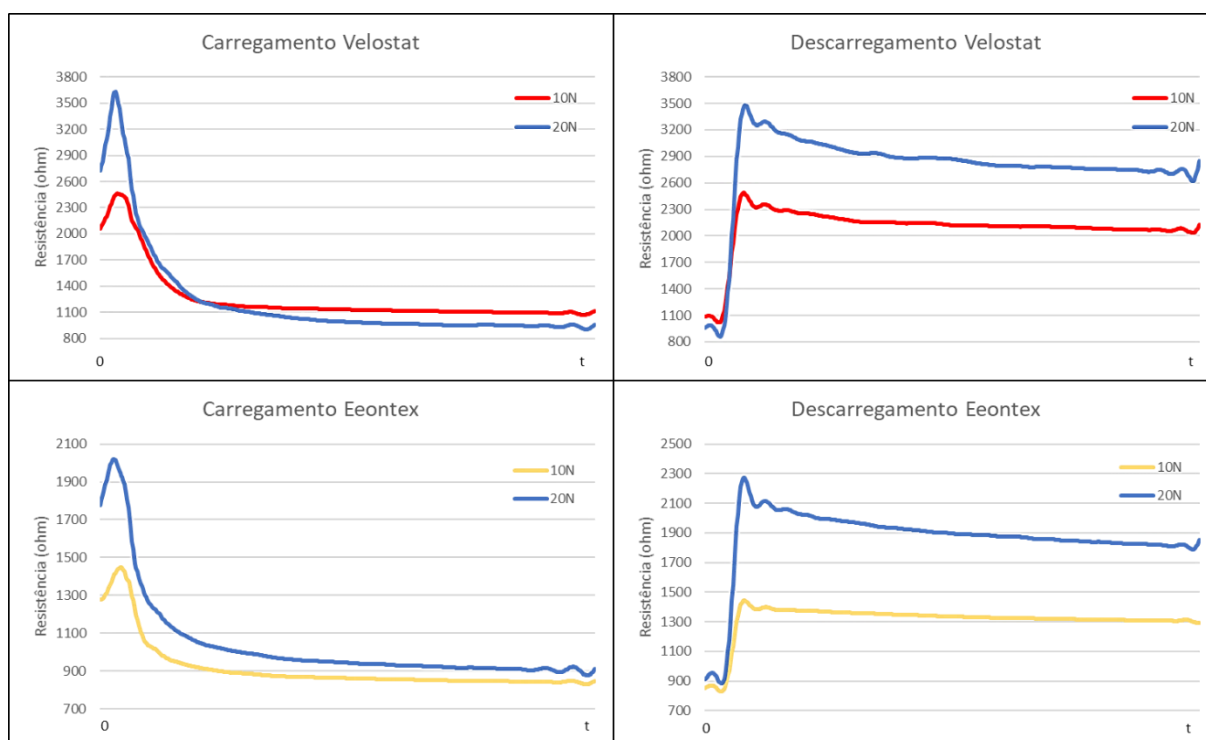 Carregamento Velostat
Resistência (ohm)
3800
3500
3200
2900
2600
2300
2000
1700
1400
1100
800
10N
20N
0
t
Descarregamento Velostat
Resistência (ohm)
3800
3500
3200
2900
2600
2300
2000
1700
1400
1100
800
10N
20N
0
t
Carregamento Eeontex
Resistência (ohm)
2100
1900
1700
1500
1300
1100
900
700
10N
20N
0
t
Descarregamento Eeontex
Resistência (ohm)
2500
2300
2100
1900
1700
1500
1300
1100
900
700
10N
20N
0
t